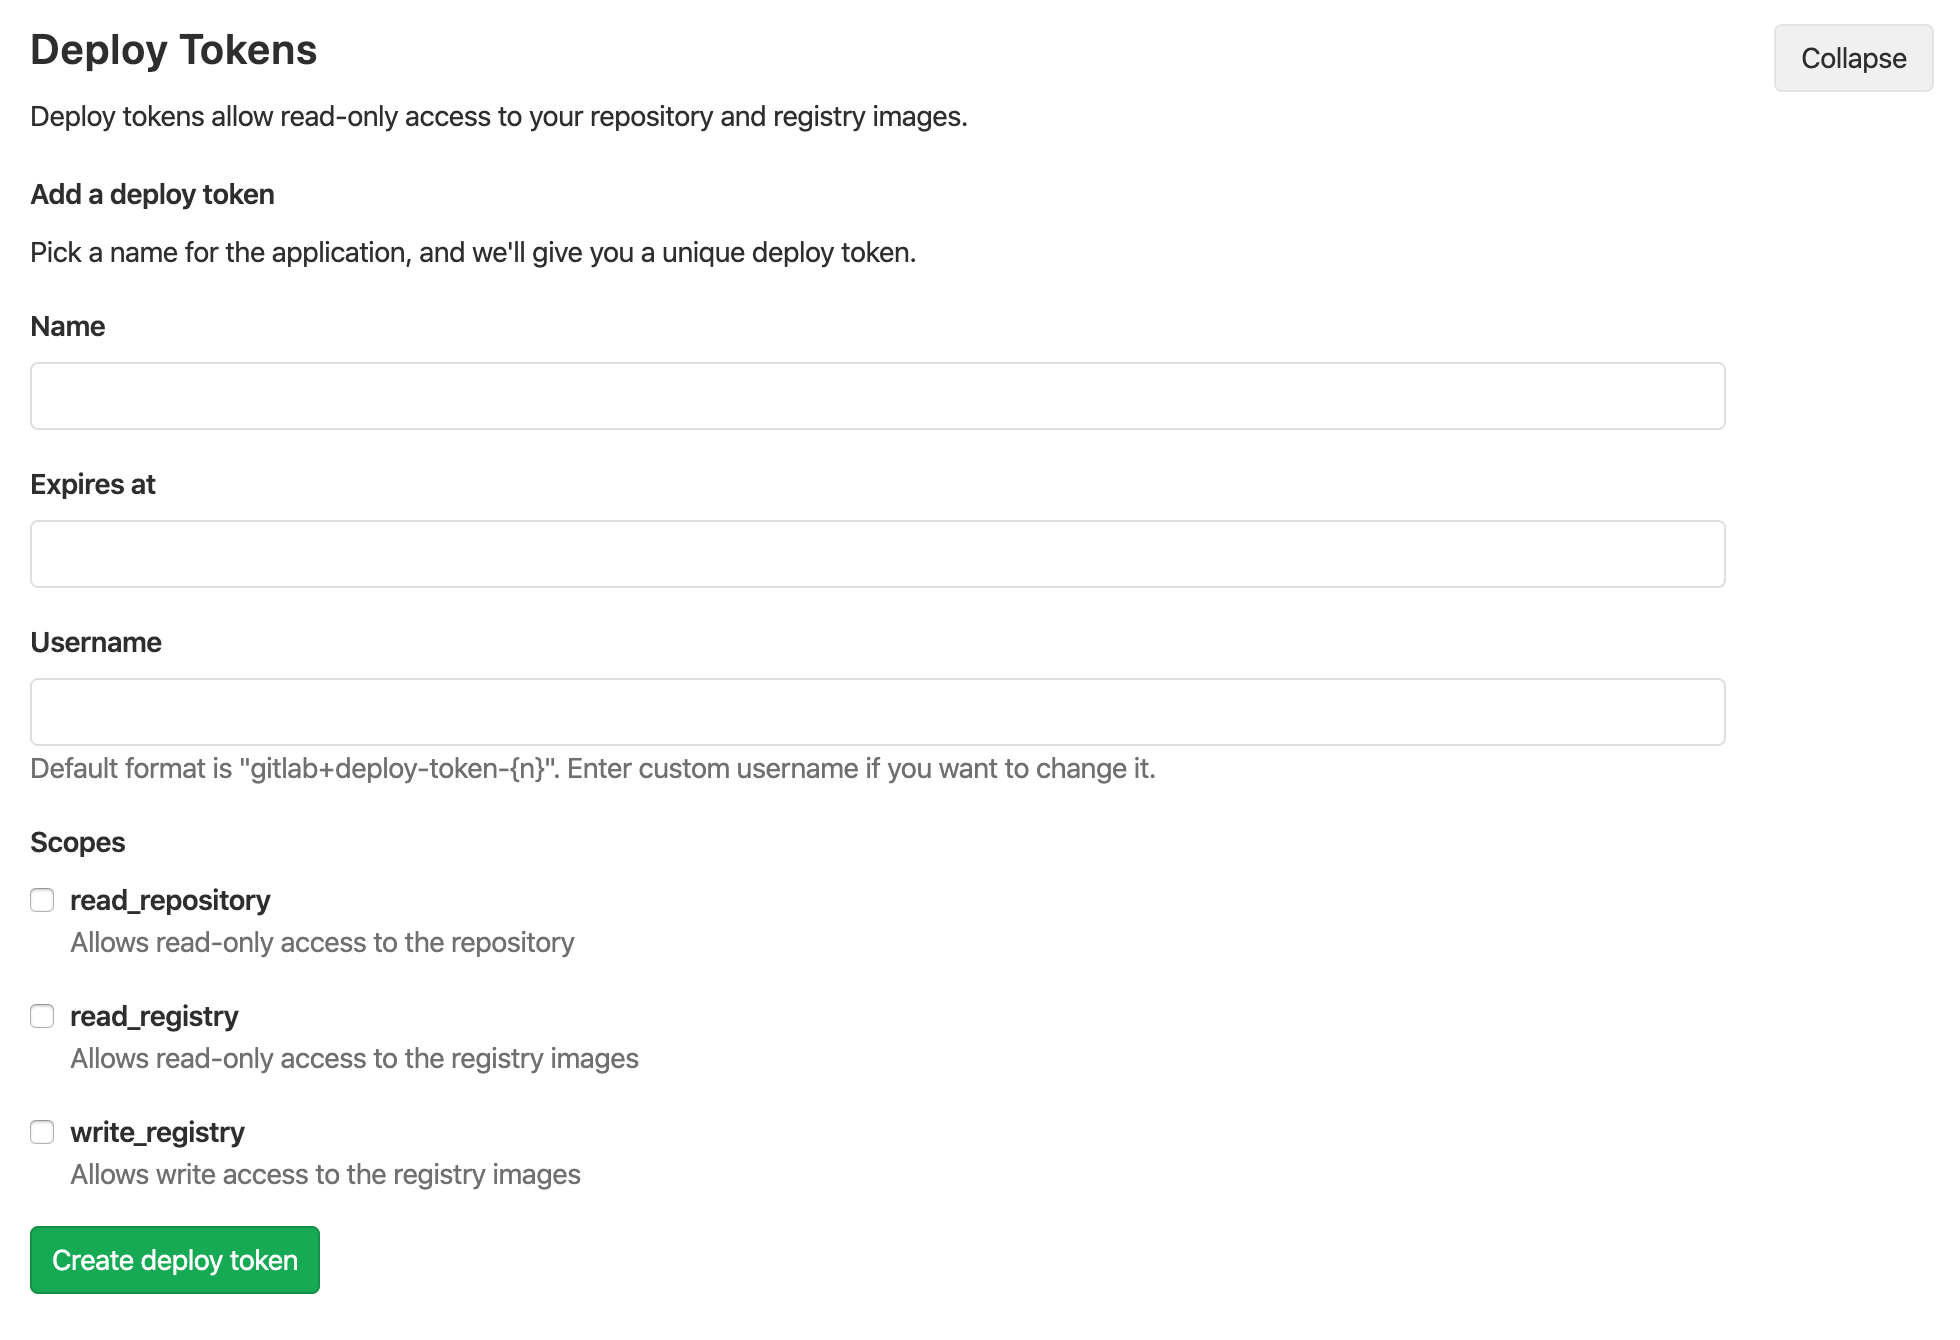 Deploy Tokens
Collapse
Deploy tokens allow read-only access to your repository and registry images.
Add a deploy token
Pick a name for the application, and we'll give you a unique deploy token.
Name
Expires at
Username
Default format is "gitlab+deploy-token-{n}". Enter custom username if you want to change it.
Scopes
read_repository
Allows read-only access to the repository
read_registry
Allows read-only access to the registry images
write_registry
Allows write access to the registry images
Create deploy token